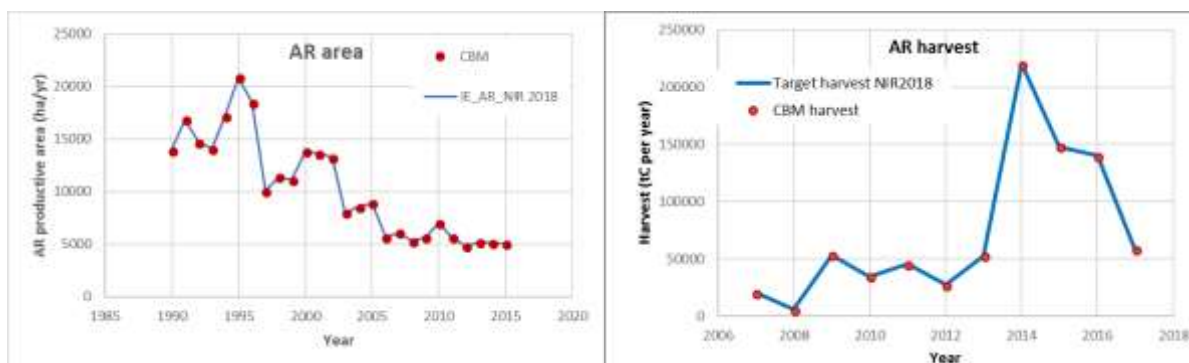 AR area
CBM
IE_AR_NIR 2018
AR productive area (ha/yr)
25000
20000
15000
10000
5000
0
1985 1990 1995 2000 2005 2010 2015 2020
Year
AR harvest
Target harvest NIR2018
CBM harvest
Harvest (tC per year)
250000
200000
150000
100000
50000
0
2006 2008 2010 2012 2014 2016 2018
Year